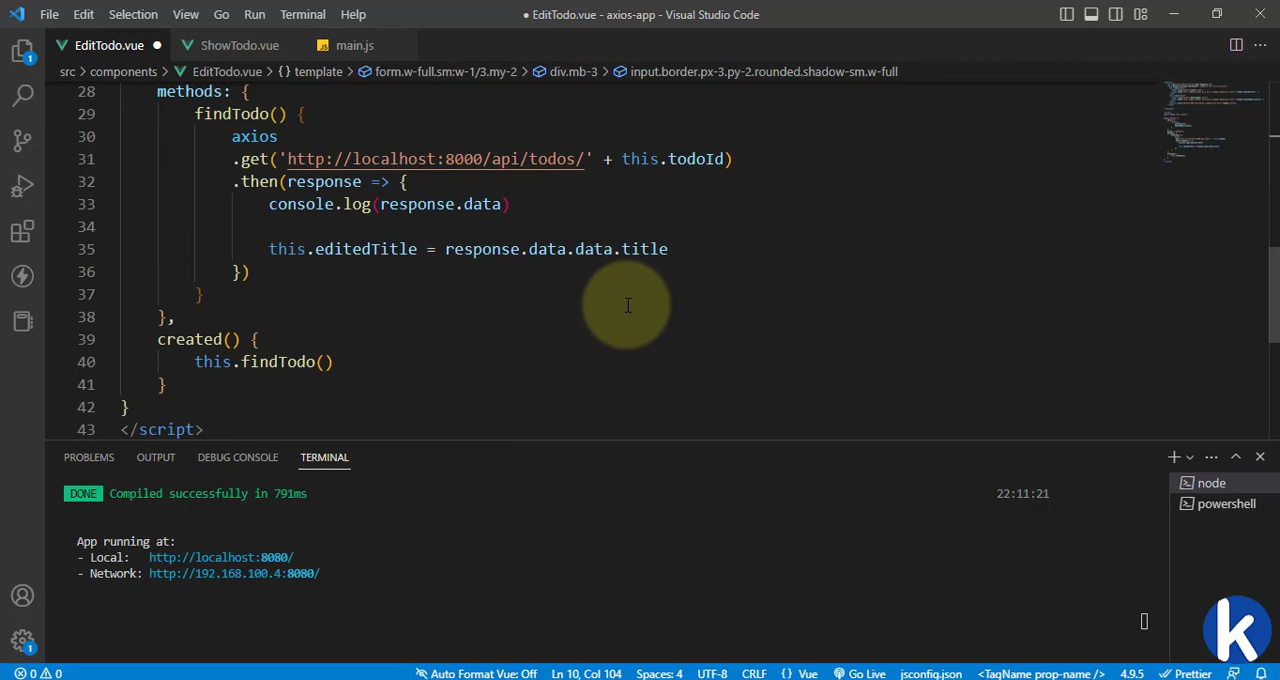 File Edit Selection View Go Run Terminal Help ● EditTodo.vue - axios-app - Visual Studio Code
EditTodo.vue ● ShowTodo.vue JS main.js
src > components > EditTodo.vue > {} template > form.w-full.sm:w-1/3.my-2 > div.mb-3 > input.border.px-3.py-2.rounded.shadow-sm.w-full
28 methods: {
29 findTodo() {
30 axios
31 .get('http://localhost:8000/api/todos/' + this.todoId)
32 .then(response => {
33 console.log(response.data)
34
35 this.editedTitle = response.data.data.title
36 })
37 }
38 },
39 created() {
40 this.findTodo()
41 }
42 }
43 </script>
PROBLEMS OUTPUT DEBUG CONSOLE TERMINAL
node
powershell
DONE Compiled successfully in 791ms 22:11:21
App running at:
- Local: http://localhost:8080/
- Network: http://192.168.100.4:8080/
k
1
1
0 0 Auto Format Vue: Off Ln 10, Col 104 Spaces: 4 UTF-8 CRLF {} Vue Go Live jsconfig.json <TagName prop-name /> 4.9.5 Prettier